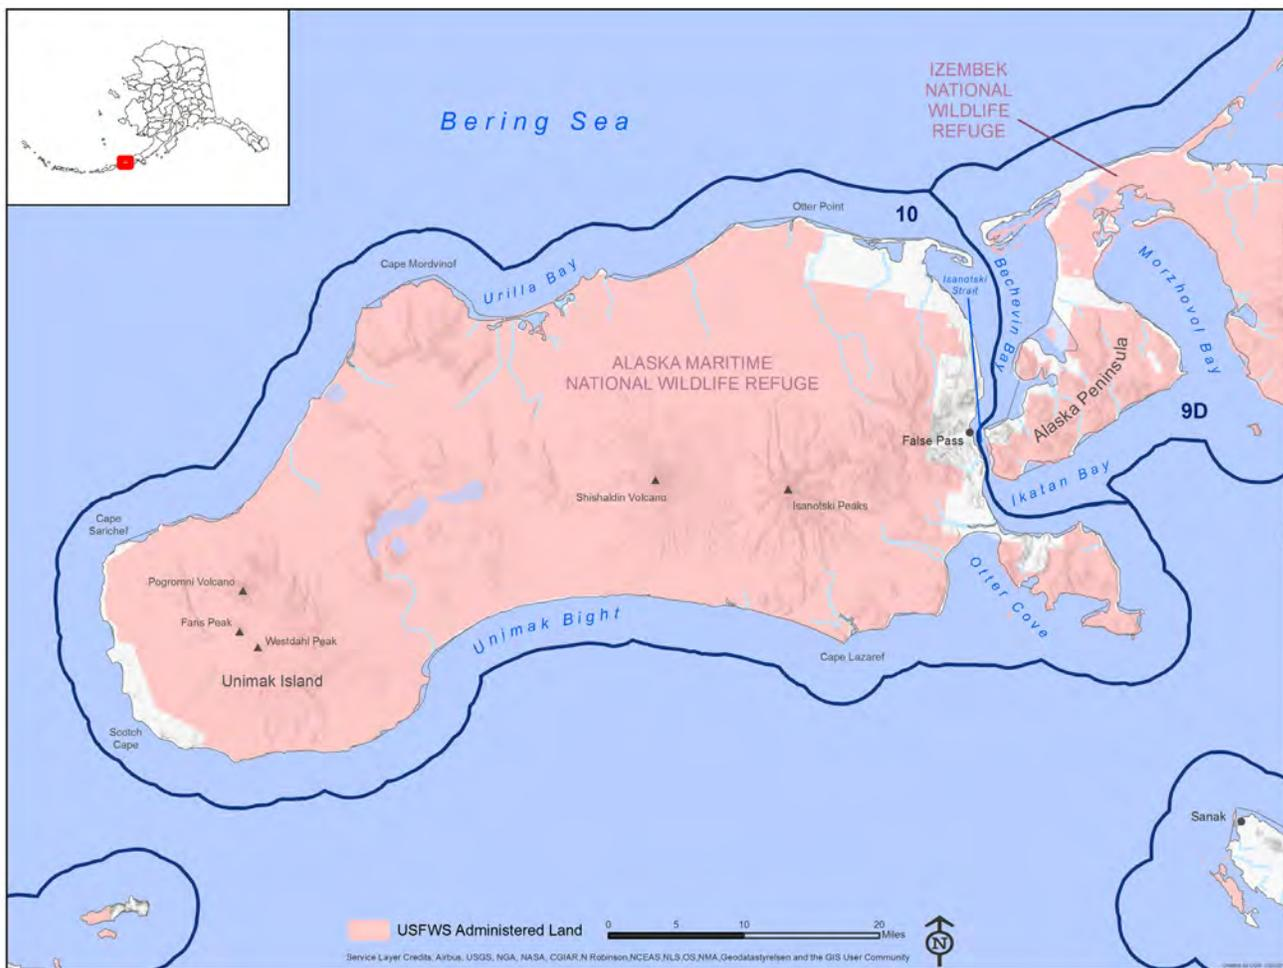 IZEMBEK
NATIONAL
WILDLIFE
REFUGE
Bering Sea
Otter Point
10
Cape Mordvinof
Urilla Bay
Isanotski
Strait
Bechevin Bay
Morzhovoi Bay
ALASKA MARITIME
NATIONAL WILDLIFE REFUGE
Alaska Peninsula
9D
False Pass
Shishaldin Volcano
Isanotski Peaks
Ikatan Bay
Cape
Sarichef
Otter Cove
Pogromni Volcano
Faris Peak
Westdahl Peak
Unimak Bight
Cape Lazaref
Unimak Island
Scotch
Cape
Sanak
USFWS Administered Land
0 5 10 20
Miles
N
Service Layer Credits: Airbus, USGS, NGA, NASA, CGIAR,N Robinson,NCEAS,NLS,OS,NMA,Geodatastyrelsen and the GIS User Community